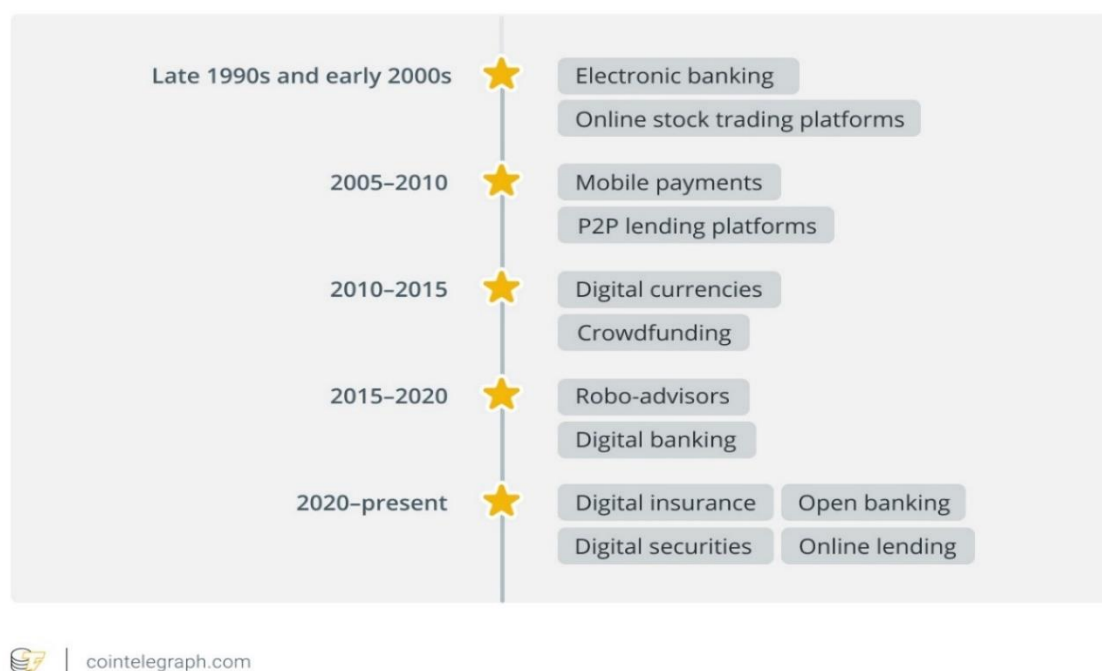 Late 1990s and early 2000s
Electronic banking
Online stock trading platforms
2005–2010
Mobile payments
P2P lending platforms
2010–2015
Digital currencies
Crowdfunding
2015–2020
Robo-advisors
Digital banking
2020–present
Digital insurance Open banking
Digital securities Online lending
cointelegraph.com